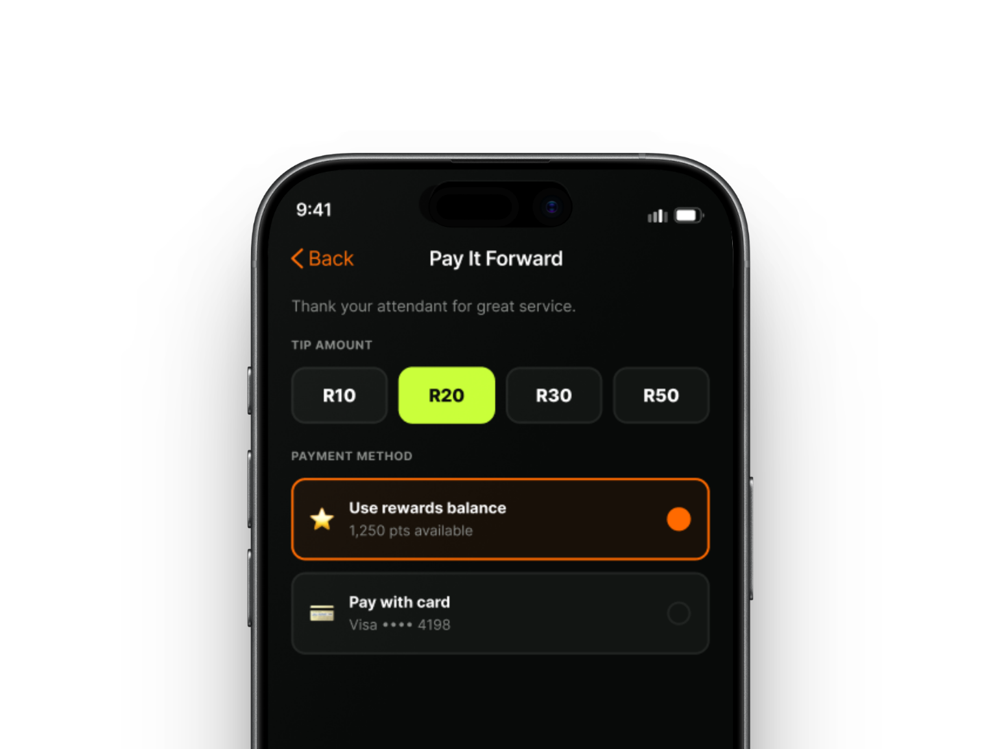 9:41
Back
Pay It Forward
Thank your attendant for great service.
TIP AMOUNT
R10
R20
R30
R50
PAYMENT METHOD
Use rewards balance
1,250 pts available
Pay with card
Visa •••• 4198